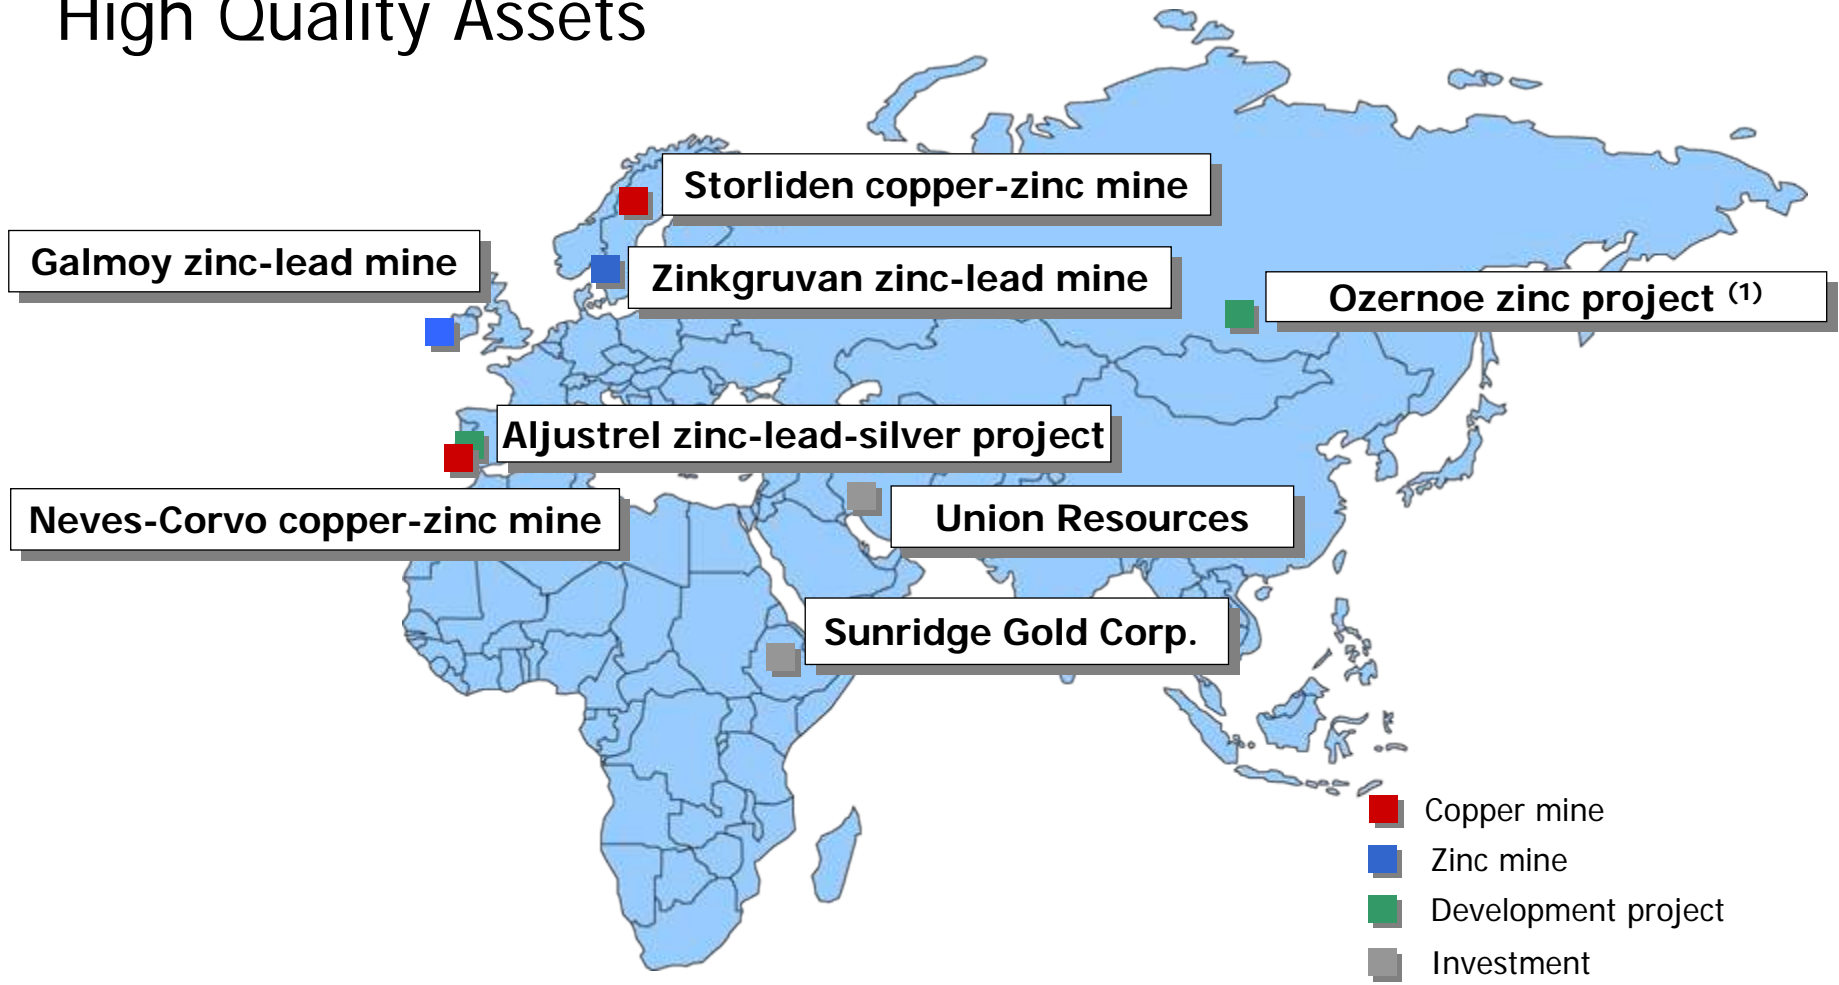 High Quality Assets
Storliden copper-zinc mine
Galmoy zinc-lead mine
Zinkgruvan zinc-lead mine
Ozernoe zinc project (1)
Aljustrel zinc-lead-silver project
Neves-Corvo copper-zinc mine
Union Resources
Sunridge Gold Corp.
Copper mine
Zinc mine
Development project
Investment